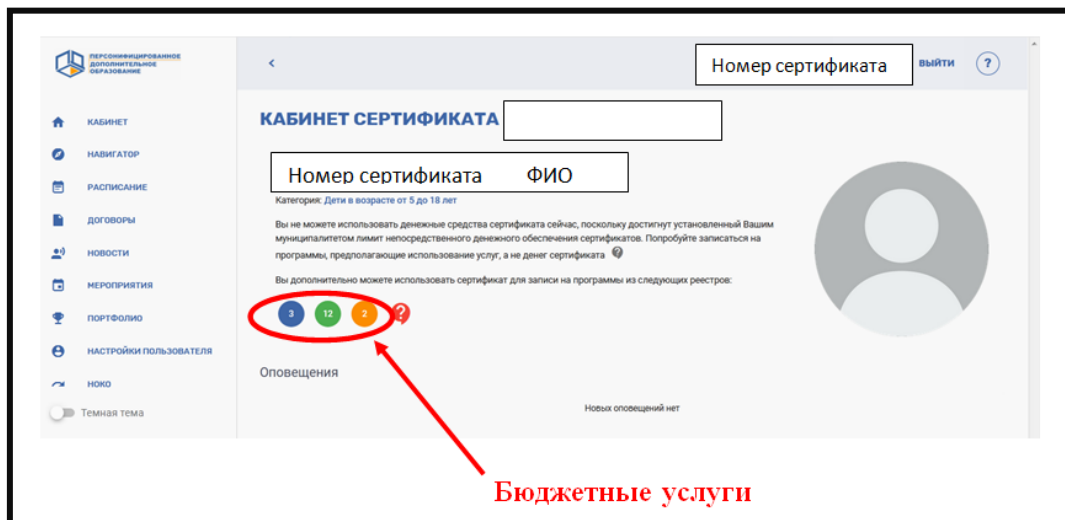 ПЕРСОНИФИЦИРОВАННОЕ
ДОПОЛНИТЕЛЬНОЕ
ОБРАЗОВАНИЕ
Номер сертификата
ВЫЙТИ
?
КАБИНЕТ
НАВИГАТОР
РАСПИСАНИЕ
ДОГОВОРЫ
НОВОСТИ
МЕРОПРИЯТИЯ
ПОРТФОЛИО
НАСТРОЙКИ ПОЛЬЗОВАТЕЛЯ
НОКО
Темная тема
КАБИНЕТ СЕРТИФИКАТА
Номер сертификата ФИО
Категория: Дети в возрасте от 5 до 18 лет
Вы не можете использовать денежные средства сертификата сейчас, поскольку достигнут установленный Вашим
муниципалитетом лимит непосредственного денежного обеспечения сертификатов. Попробуйте записаться на
программы, предполагающие использование услуг, а не денег сертификата ?
Вы дополнительно можете использовать сертификат для записи на программы из следующих реестров:
3 12 2 ?
Оповещения
Новых оповещений нет
Бюджетные услуги